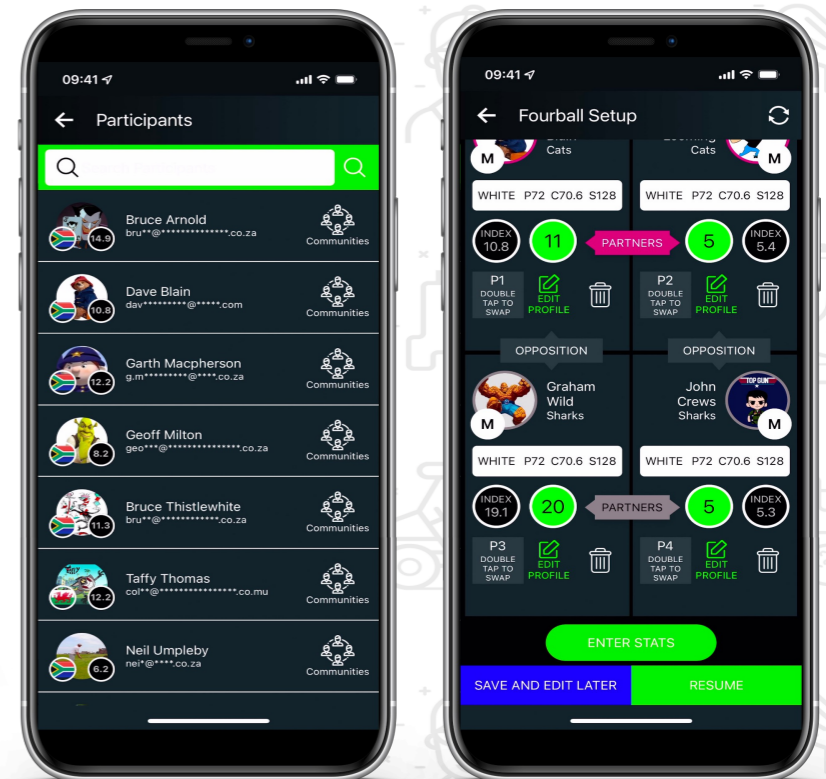 09:41
Participants
Bruce Arnold
bru**@**************.co.za
14.9
Communities
Dave Blain
dav*********@*****.com
10.8
Communities
Garth Macpherson
g.m*********@****.co.za
12.2
Communities
Geoff Milton
geo***@***************.co.za
8.2
Communities
Bruce Thistlewhite
bru**@************.co.za
11.3
Communities
Taffy Thomas
col**@****************.co.mu
12.2
Communities
Neil Umpleby
nei*@****.co.za
6.2
Communities
09:41
Fourball Setup
Cats
Cats
M
M
WHITE P72 C70.6 S128
WHITE P72 C70.6 S128
INDEX
10.8
11
PARTNERS
5
INDEX
5.4
P1
DOUBLE
TAP TO
SWAP
EDIT
PROFILE
P2
DOUBLE
TAP TO
SWAP
EDIT
PROFILE
OPPOSITION
OPPOSITION
Graham
Wild
Sharks
M
John
Crews
Sharks
TOP GUN
M
WHITE P72 C70.6 S128
WHITE P72 C70.6 S128
INDEX
19.1
20
PARTNERS
5
INDEX
5.3
P3
DOUBLE
TAP TO
SWAP
EDIT
PROFILE
P4
DOUBLE
TAP TO
SWAP
EDIT
PROFILE
ENTER STATS
SAVE AND EDIT LATER
RESUME